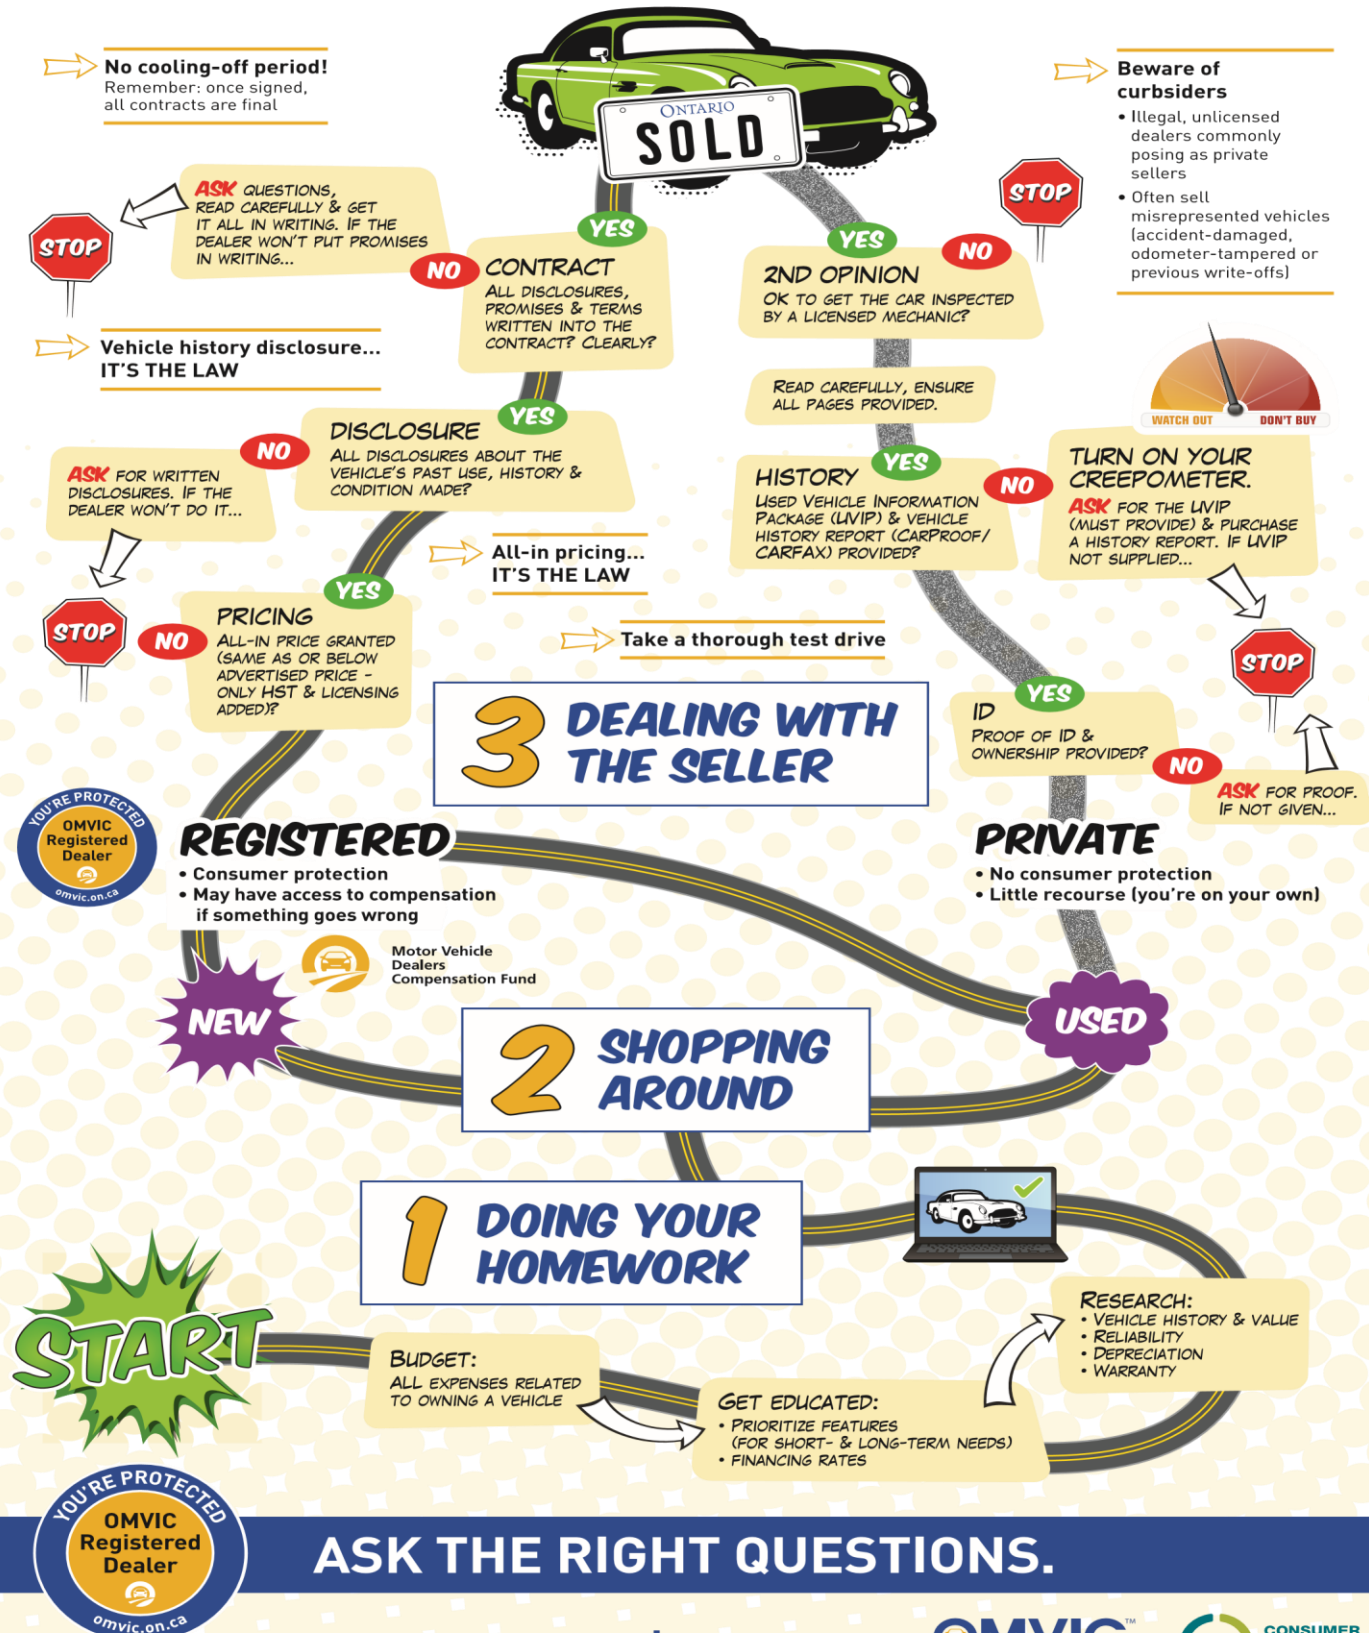 No cooling-off period!
Remember: once signed,
all contracts are final
ONTARIO
SOLD
Beware of
curbsiders
• Illegal, unlicensed
dealers commonly
posing as private
sellers
• Often sell
misrepresented vehicles
(accident-damaged,
odometer-tampered or
previous write-offs)
STOP
ASK QUESTIONS,
READ CAREFULLY & GET
IT ALL IN WRITING. IF THE
DEALER WON'T PUT PROMISES
IN WRITING...
STOP
NO
YES
CONTRACT
ALL DISCLOSURES,
PROMISES & TERMS
WRITTEN INTO THE
CONTRACT? CLEARLY?
YES
NO
2ND OPINION
OK TO GET THE CAR INSPECTED
BY A LICENSED MECHANIC?
Vehicle history disclosure...
IT'S THE LAW
READ CAREFULLY, ENSURE
ALL PAGES PROVIDED.
WATCH OUT
DON'T BUY
YES
NO
DISCLOSURE
ALL DISCLOSURES ABOUT THE
VEHICLE'S PAST USE, HISTORY &
CONDITION MADE?
ASK FOR WRITTEN
DISCLOSURES. IF THE
DEALER WON'T DO IT...
YES
NO
HISTORY
USED VEHICLE INFORMATION
PACKAGE (UVIP) & VEHICLE
HISTORY REPORT (CARPROOF/
CARFAX) PROVIDED?
TURN ON YOUR
CREEPOMETER.
ASK FOR THE UVIP
(MUST PROVIDE) & PURCHASE
A HISTORY REPORT. IF UVIP
NOT SUPPLIED...
All-in pricing...
IT'S THE LAW
STOP
NO
YES
PRICING
ALL-IN PRICE GRANTED
(SAME AS OR BELOW
ADVERTISED PRICE -
ONLY HST & LICENSING
ADDED)?
Take a thorough test drive
STOP
3 DEALING WITH
THE SELLER
YES
ID
PROOF OF ID &
OWNERSHIP PROVIDED?
NO
ASK FOR PROOF.
IF NOT GIVEN...
YOU'RE PROTECTED
OMVIC
Registered
Dealer
omvic.on.ca
REGISTERED
• Consumer protection
• May have access to compensation
if something goes wrong
PRIVATE
• No consumer protection
• Little recourse (you're on your own)
Motor Vehicle
Dealers
Compensation Fund
NEW
USED
2 SHOPPING
AROUND
1 DOING YOUR
HOMEWORK
START
BUDGET:
ALL EXPENSES RELATED
TO OWNING A VEHICLE
GET EDUCATED:
• PRIORITIZE FEATURES
(FOR SHORT- & LONG-TERM NEEDS)
• FINANCING RATES
RESEARCH:
• VEHICLE HISTORY & VALUE
• RELIABILITY
• DEPRECIATION
• WARRANTY
YOU'RE PROTECTED
OMVIC
Registered
Dealer
omvic.on.ca
ASK THE RIGHT QUESTIONS.
OMVIC™
CONSUMER